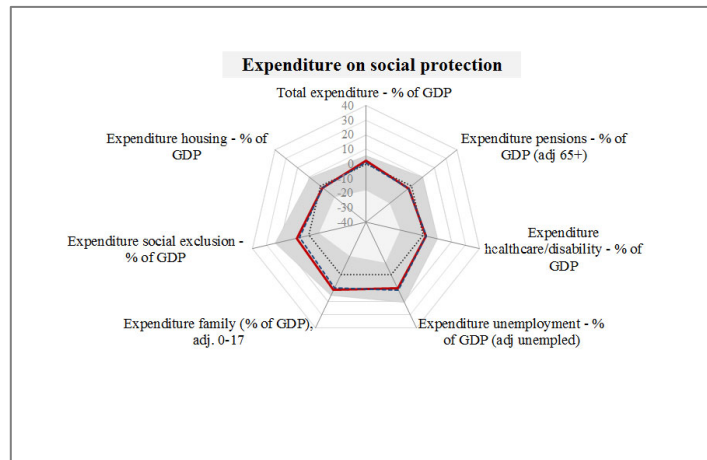 Expenditure on social protection
Total expenditure - % of GDP
40
30
20
10
0
-10
-20
-30
-40
Expenditure pensions - % of
GDP (adj 65+)
Expenditure
healthcare/disability - % of
GDP
Expenditure unemployment - %
of GDP (adj unempled)
Expenditure family (% of GDP),
adj. 0-17
Expenditure social exclusion -
% of GDP
Expenditure housing - % of
GDP